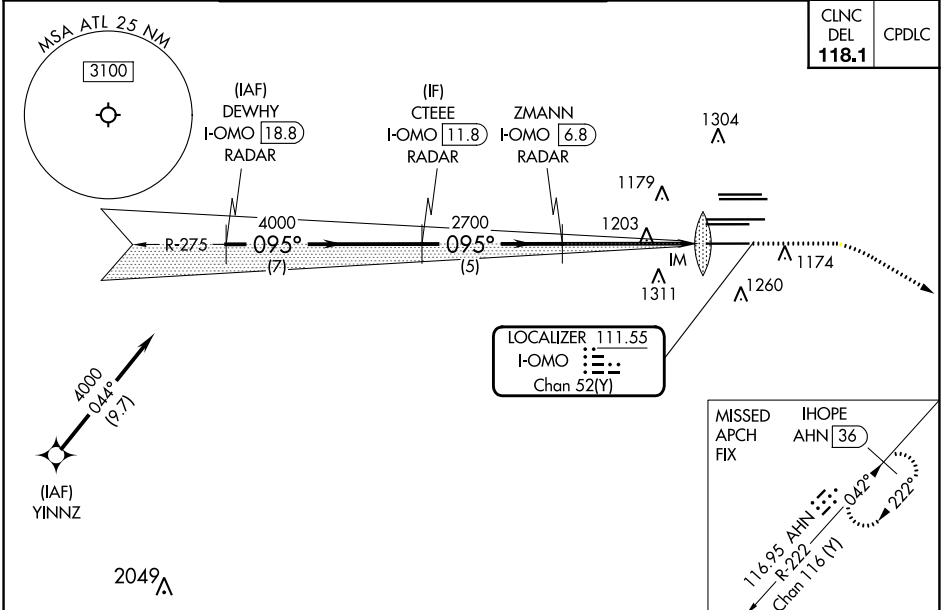 MSA ATL 25 NM
3100
CLNC
DEL
118.1
CPDLC
(IAF)
DEWHY
I-OMO 18.8
RADAR
(IF)
CTEEE
I-OMO 11.8
RADAR
ZMANN
I-OMO 6.8
RADAR
1304
1179
1203
4000
2700
R-275
095°
095°
(7)
(5)
IM
1174
1311
1260
LOCALIZER 111.55
I-OMO
Chan 52(Y)
4000
044°
(9.7)
(IAF)
YINNZ
2049
MISSED
APCH
FIX
IHOPE
AHN 36
042°
222°
116.95 AHN
R-222
Chan 116 (Y)